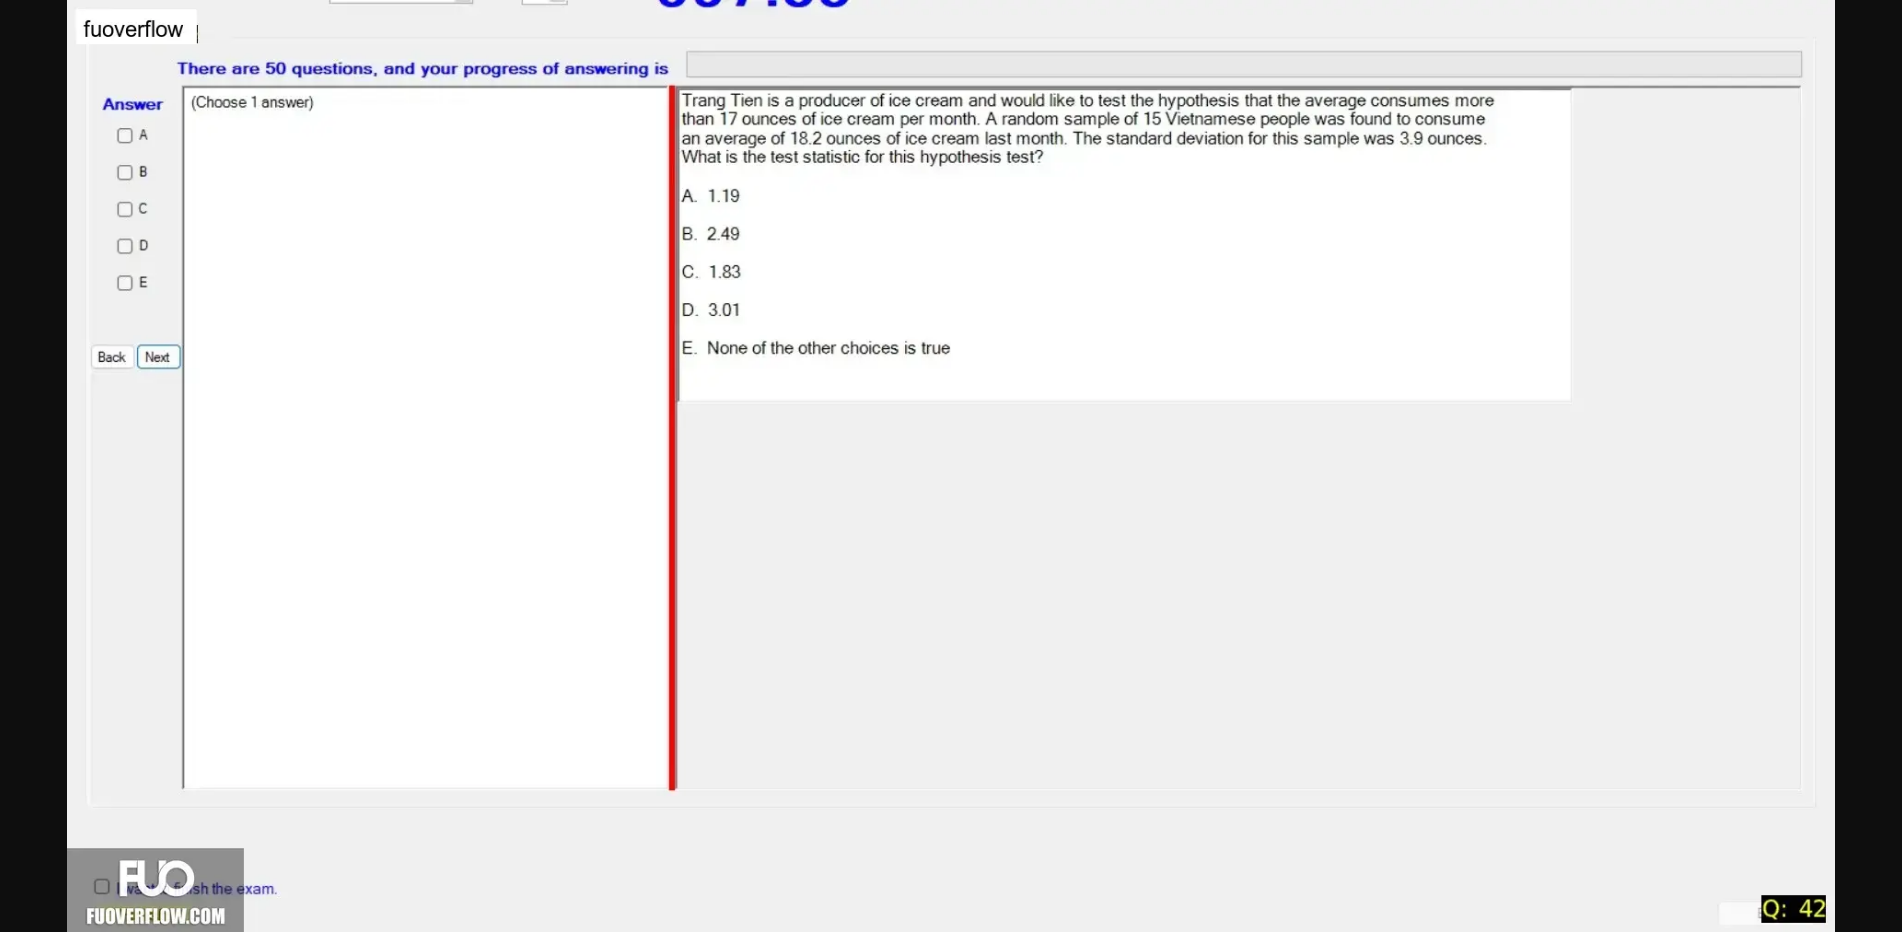 fuoverflow
There are 50 questions, and your progress of answering is
Answer
(Choose 1 answer)
A
B
C
D
E
Back Next
Trang Tien is a producer of ice cream and would like to test the hypothesis that the average consumes more
than 17 ounces of ice cream per month. A random sample of 15 Vietnamese people was found to consume
an average of 18.2 ounces of ice cream last month. The standard deviation for this sample was 3.9 ounces.
What is the test statistic for this hypothesis test?
A. 1.19
B. 2.49
C. 1.83
D. 3.01
E. None of the other choices is true
FUO
the exam.
FUOVERFLOW.COM
Q: 42